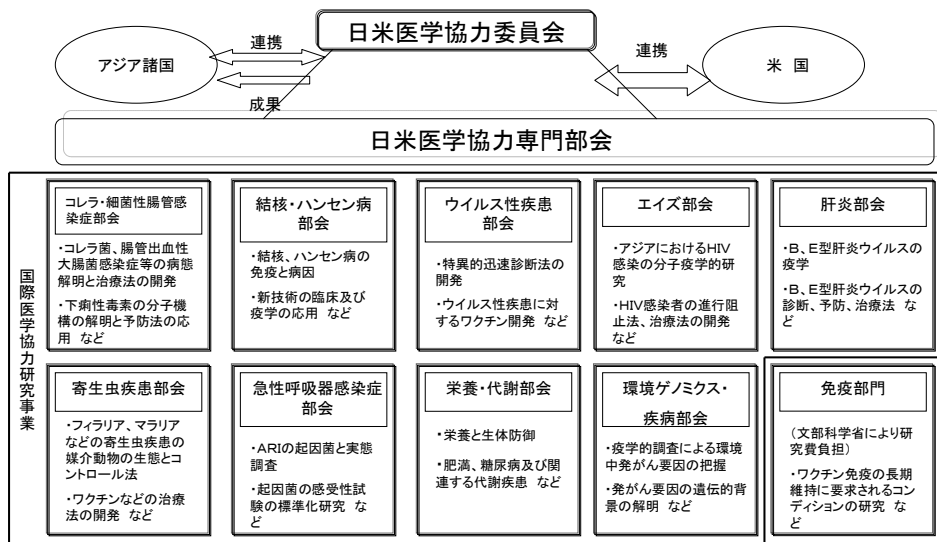 日米医学協力委員会
アジア諸国
連携
成果
連携
米 国
日米医学協力専門部会
国際医学協力研究事業
コレラ・細菌性腸管感
染症部会
・コレラ菌、腸管出血性
大腸菌感染症等の病態
解明と治療法の開発
・下痢性毒素の分子機
構の解明と予防法の応
用 など
結核・ハンセン病
部会
・結核、ハンセン病の
免疫と病因
・新技術の臨床及び
疫学の応用 など
ウイルス性疾患
部会
・特異的迅速診断法の
開発
・ウイルス性疾患に対
するワクチン開発 など
エイズ部会
・アジアにおけるHIV
感染の分子疫学的研
究
・HIV感染者の進行阻
止法、治療法の開発
など
肝炎部会
・B、E型肝炎ウイルスの
疫学
・B、E型肝炎ウイルスの
診断、予防、治療法 な
ど
寄生虫疾患部会
・フィラリア、マラリア
などの寄生虫疾患の
媒介動物の生態とコ
ントロール法
・ワクチンなどの治療
法の開発 など
急性呼吸器感染症
部会
・ARIの起因菌と実態
調査
・起因菌の感受性試
験の標準化研究 な
ど
栄養・代謝部会
・栄養と生体防御
・肥満、糖尿病及び関
連する代謝疾患 など
環境ゲノミクス・
疾病部会
・疫学的調査による環境
中発がん要因の把握
・発がん要因の遺伝的背
景の解明 など
免疫部門
(文部科学省により研
究費負担)
・ワクチン免疫の長期
維持に要求されるコン
ディションの研究 な
ど